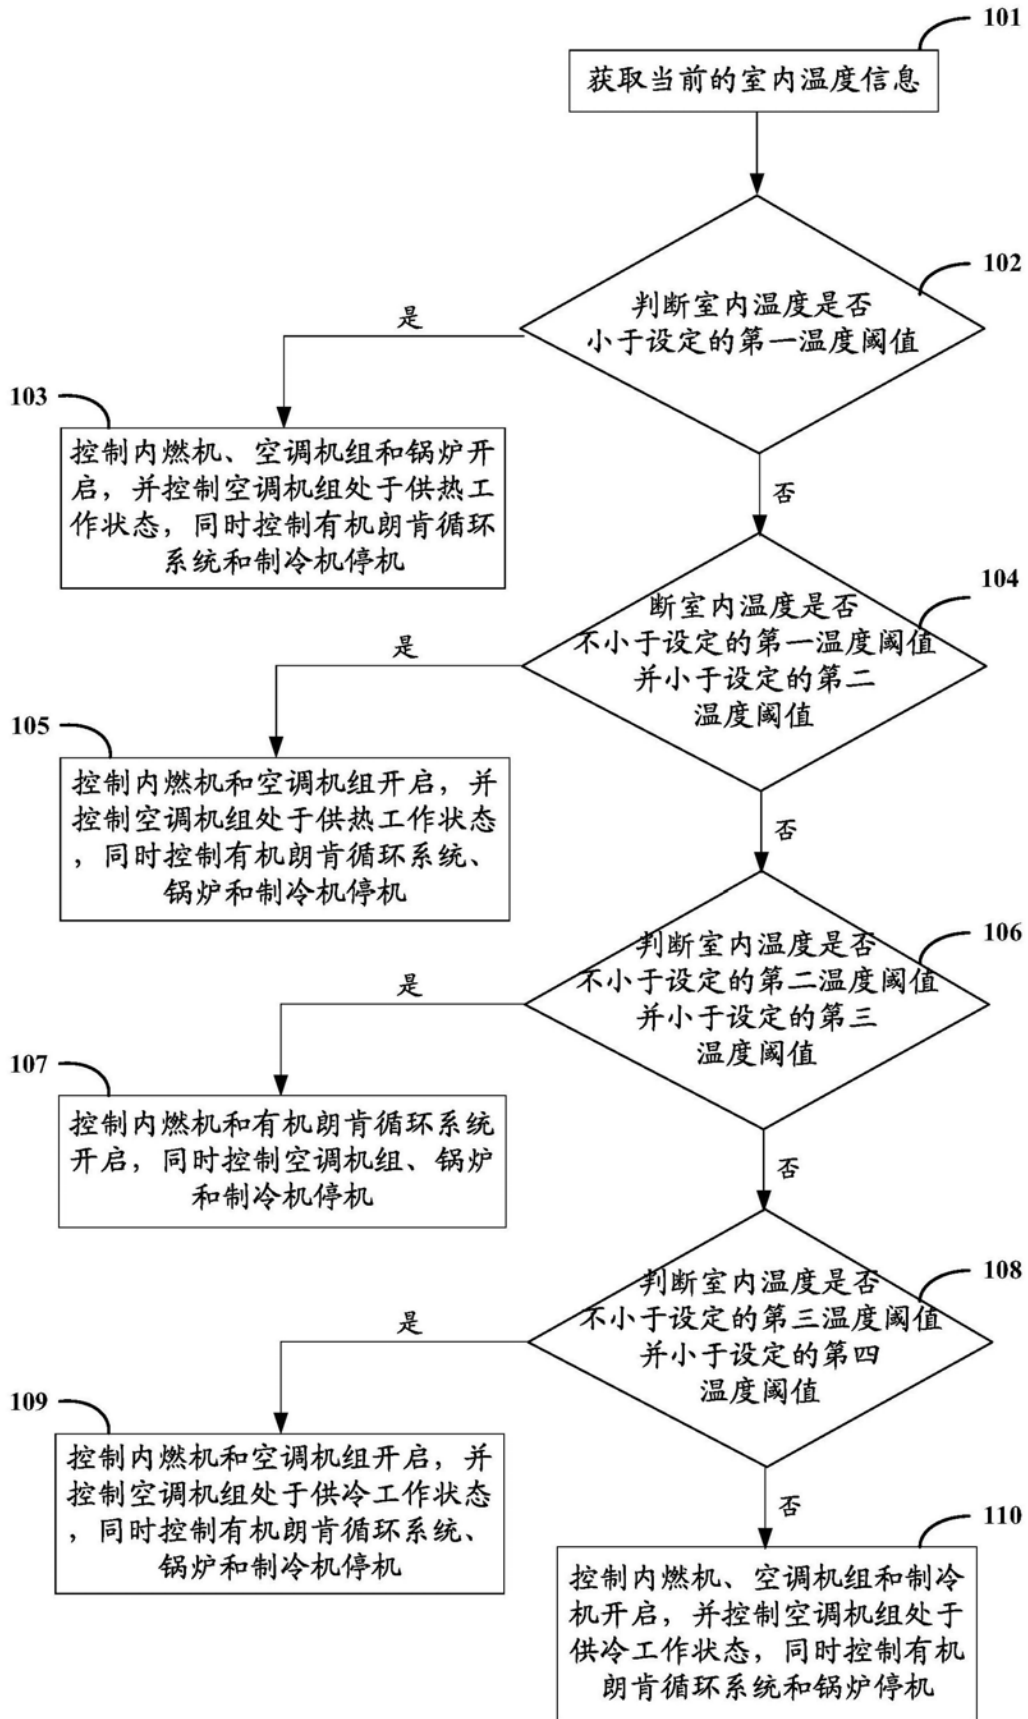 101
获取当前的室内温度信息
102
判断室内温度是否
小于设定的第一温度阈值
是
103
控制内燃机、空调机组和锅炉开
启，并控制空调机组处于供热工
作状态，同时控制有机朗肯循环
系统和制冷机停机
否
104
断室内温度是否
不小于设定的第一温度阈值
并小于设定的第二
温度阈值
是
105
控制内燃机和空调机组开启，并
控制空调机组处于供热工作状态
，同时控制有机朗肯循环系统、
锅炉和制冷机停机
否
106
判断室内温度是否
不小于设定的第二温度阈值
并小于设定的第三
温度阈值
是
107
控制内燃机和有机朗肯循环系统
开启，同时控制空调机组、锅炉
和制冷机停机
否
108
判断室内温度是否
不小于设定的第三温度阈值
并小于设定的第四
温度阈值
是
109
控制内燃机和空调机组开启，并
控制空调机组处于供冷工作状态
，同时控制有机朗肯循环系统、
锅炉和制冷机停机
否
110
控制内燃机、空调机组和制冷
机开启，并控制空调机组处于
供冷工作状态，同时控制有机
朗肯循环系统和锅炉停机